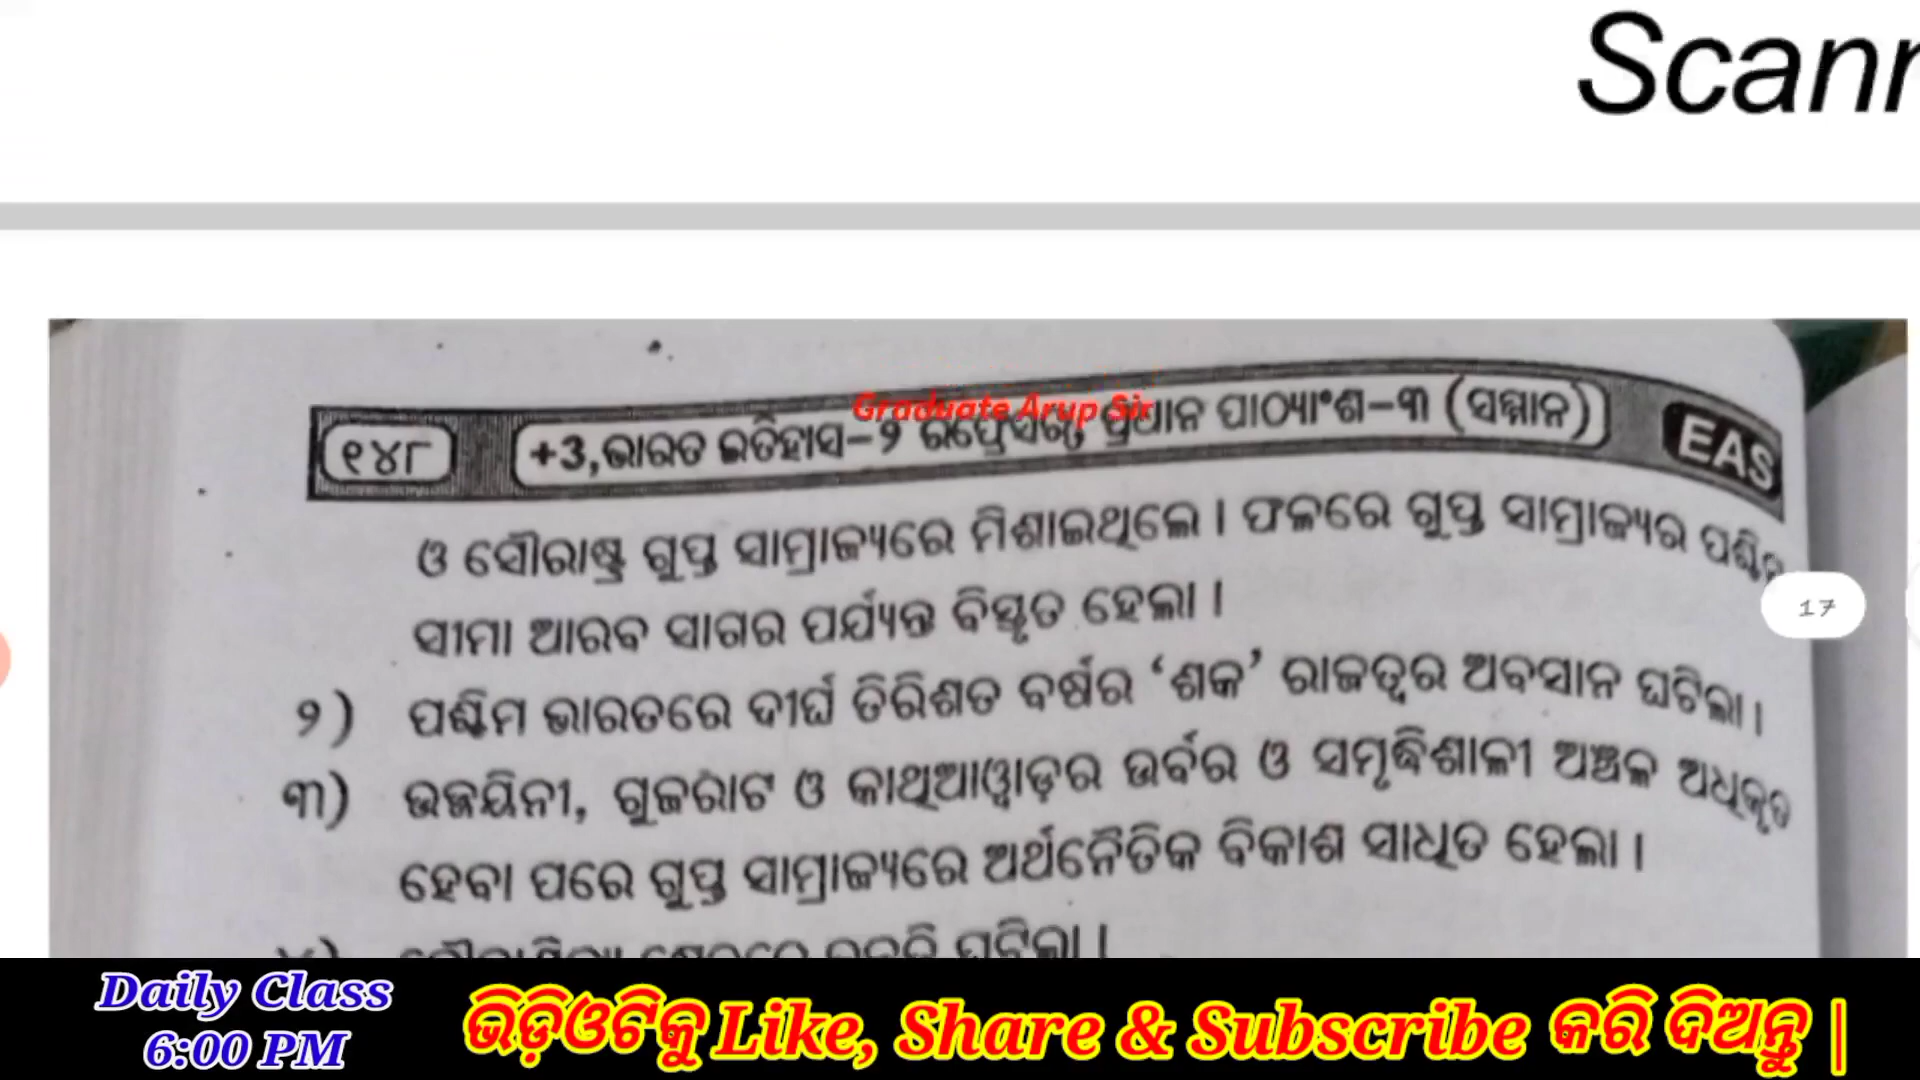 Scann
Graduate Arup Sir
୧୪୮ +3,ଭାରତ ଇତିହାସ-୨ ରେଫ୍ରେସର୍ତ୍ତ ପ୍ରଧାନ ପାଠ୍ୟାଂଶ-୩ (ସମ୍ମାନ) EAS
ଓ ସୌରାଷ୍ଟ୍ର ଗୁପ୍ତ ସାମ୍ରାଜ୍ୟରେ ମିଶାଇଥିଲେ । ଫଳରେ ଗୁପ୍ତ ସାମ୍ରାଜ୍ୟର ପଶ୍ଚିମ
17
ସୀମା ଆରବ ସାଗର ପର୍ଯ୍ୟନ୍ତ ବିସ୍ତୃତ ହେଲା ।
୨) ପଶ୍ଚିମ ଭାରତରେ ଦୀର୍ଘ ତିରିଶତ ବର୍ଷର ‘ଶକ’ ରାଜତ୍ୱର ଅବସାନ ଘଟିଲା ।
୩) ଉଜ୍ଜୟିନୀ, ଗୁଜରାଟ ଓ କାଥିଆୱାଡ଼ର ଉର୍ବର ଓ ସମୃଦ୍ଧିଶାଳୀ ଅଞ୍ଚଳ ଅଧିକୃତ
ହେବା ପରେ ଗୁପ୍ତ ସାମ୍ରାଜ୍ୟରେ ଅର୍ଥନୈତିକ ବିକାଶ ସାଧିତ ହେଲା ।
ଘଟିଲା ।
Daily Class
6:00 PM
ଭିଡ଼ିଓଟିକୁ Like, Share & Subscribe କରି ଦିଅନ୍ତୁ |